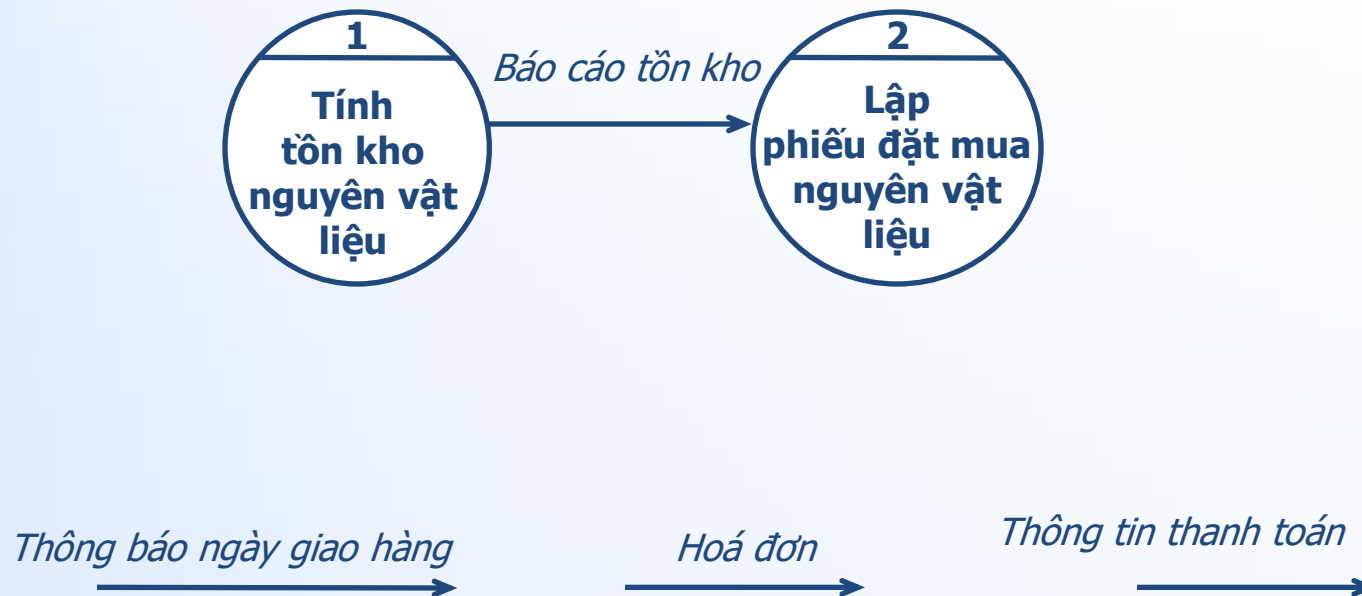 1
Tính
tồn kho
nguyên vật
liệu
Báo cáo tồn kho
2
Lập
phiếu đặt mua
nguyên vật
liệu
Thông báo ngày giao hàng
Hoá đơn
Thông tin thanh toán